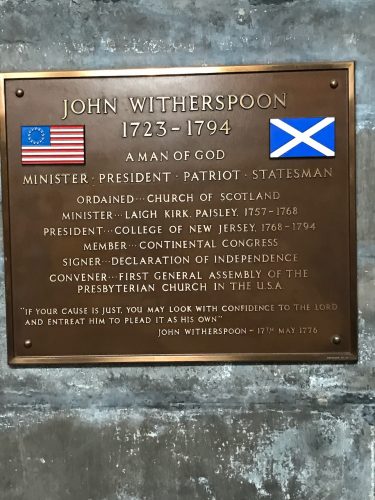 JOHN WITHERSPOON
1723-1794
A MAN OF GOD
MINISTER · PRESIDENT · PATRIOT · STATESMAN
ORDAINED··· CHURCH OF SCOTLAND
MINISTER··· LAIGH KIRK, PAISLEY, 1757-1768
PRESIDENT··· COLLEGE OF NEW JERSEY, 1768-1794
MEMBER··· CONTINENTAL CONGRESS
SIGNER··· DECLARATION OF INDEPENDENCE
CONVENER··· FIRST GENERAL ASSEMBLY OF THE
PRESBYTERIAN CHURCH IN THE U.S.A.
"IF YOUR CAUSE IS JUST, YOU MAY LOOK WITH CONFIDENCE TO THE LORD
AND ENTREAT HIM TO PLEAD IT AS HIS OWN"
JOHN WITHERSPOON - 17TH MAY 1776